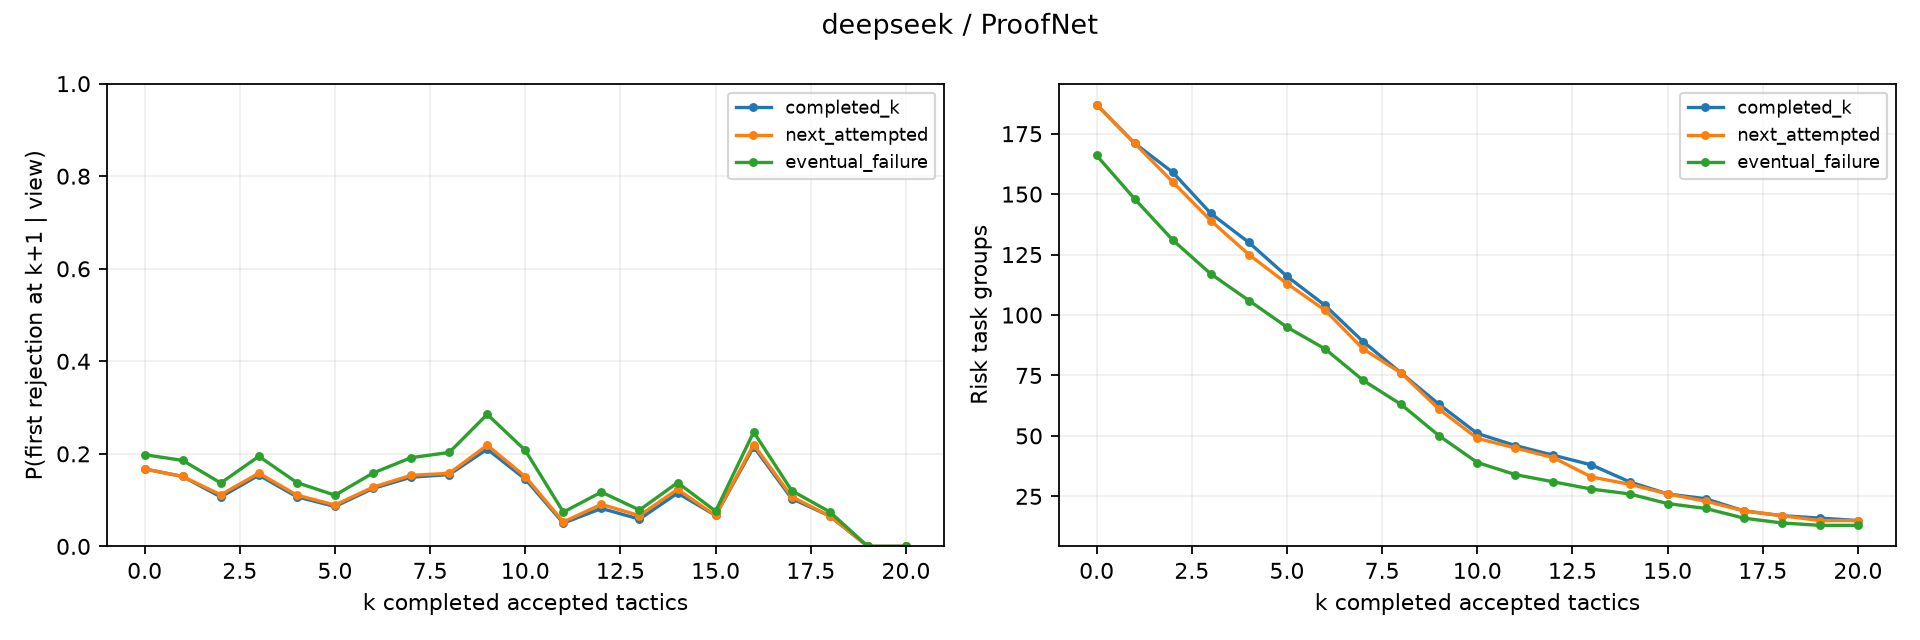 deepseek / ProofNet
P(first rejection at k+1 | view)
1.0
0.8
0.6
0.4
0.2
0.0
completed_k
next_attempted
eventual_failure
0.0 2.5 5.0 7.5 10.0 12.5 15.0 17.5 20.0
k completed accepted tactics
Risk task groups
175
150
125
100
75
50
25
completed_k
next_attempted
eventual_failure
0.0 2.5 5.0 7.5 10.0 12.5 15.0 17.5 20.0
k completed accepted tactics